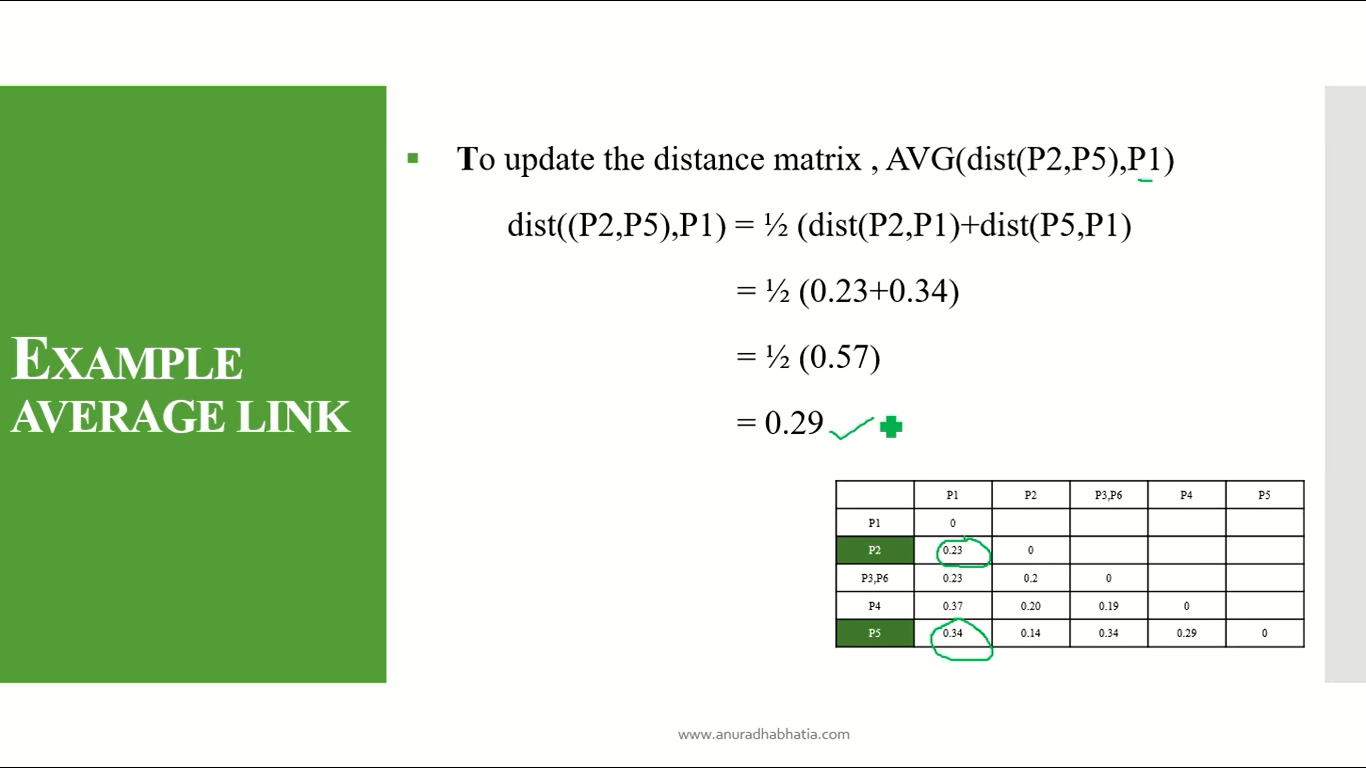 To update the distance matrix , AVG(dist(P2,P5),P1)
dist((P2,P5),P1) = ½ (dist(P2,P1)+dist(P5,P1)
= ½ (0.23+0.34)
= ½ (0.57)
= 0.29
EXAMPLE
AVERAGE LINK
P1 P2 P3,P6 P4 P5
P1 0
P2 0.23 0
P3,P6 0.23 0.2 0
P4 0.37 0.20 0.19 0
P5 0.34 0.14 0.34 0.29 0
www.anuradhabhatia.com